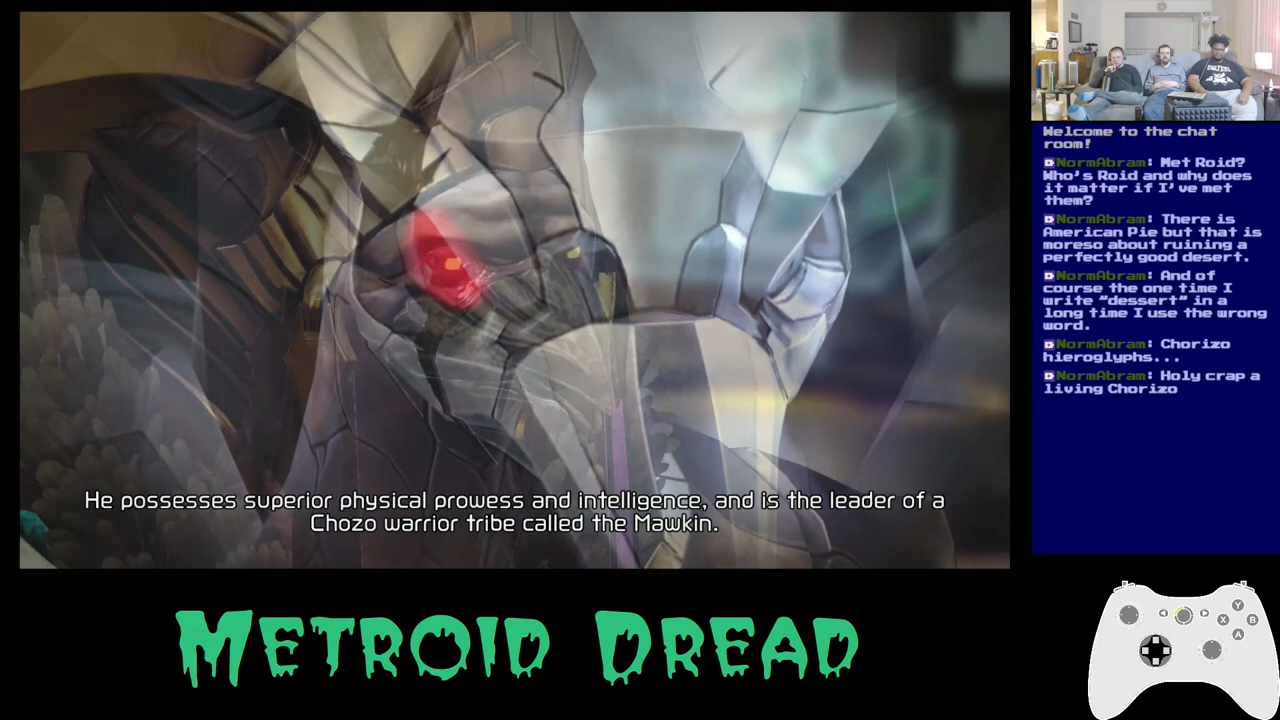 Welcome to the chat
room!
NormAbram: Met Roid?
Who's Roid and why does
it matter if I've met
them?
NormAbram: There is
American Pie but that is
moreso about ruining a
perfectly good desert.
NormAbram: And of
course the one time I
write "dessert" in a
long time I use the wrong
word.
NormAbram: Chorizo
hieroglyphs...
NormAbram: Holy crap a
living Chorizo
He possesses superior physical prowess and intelligence, and is the leader of a
Chozo warrior tribe called the Mawkin.
METROID DREAD
Y
X B
A